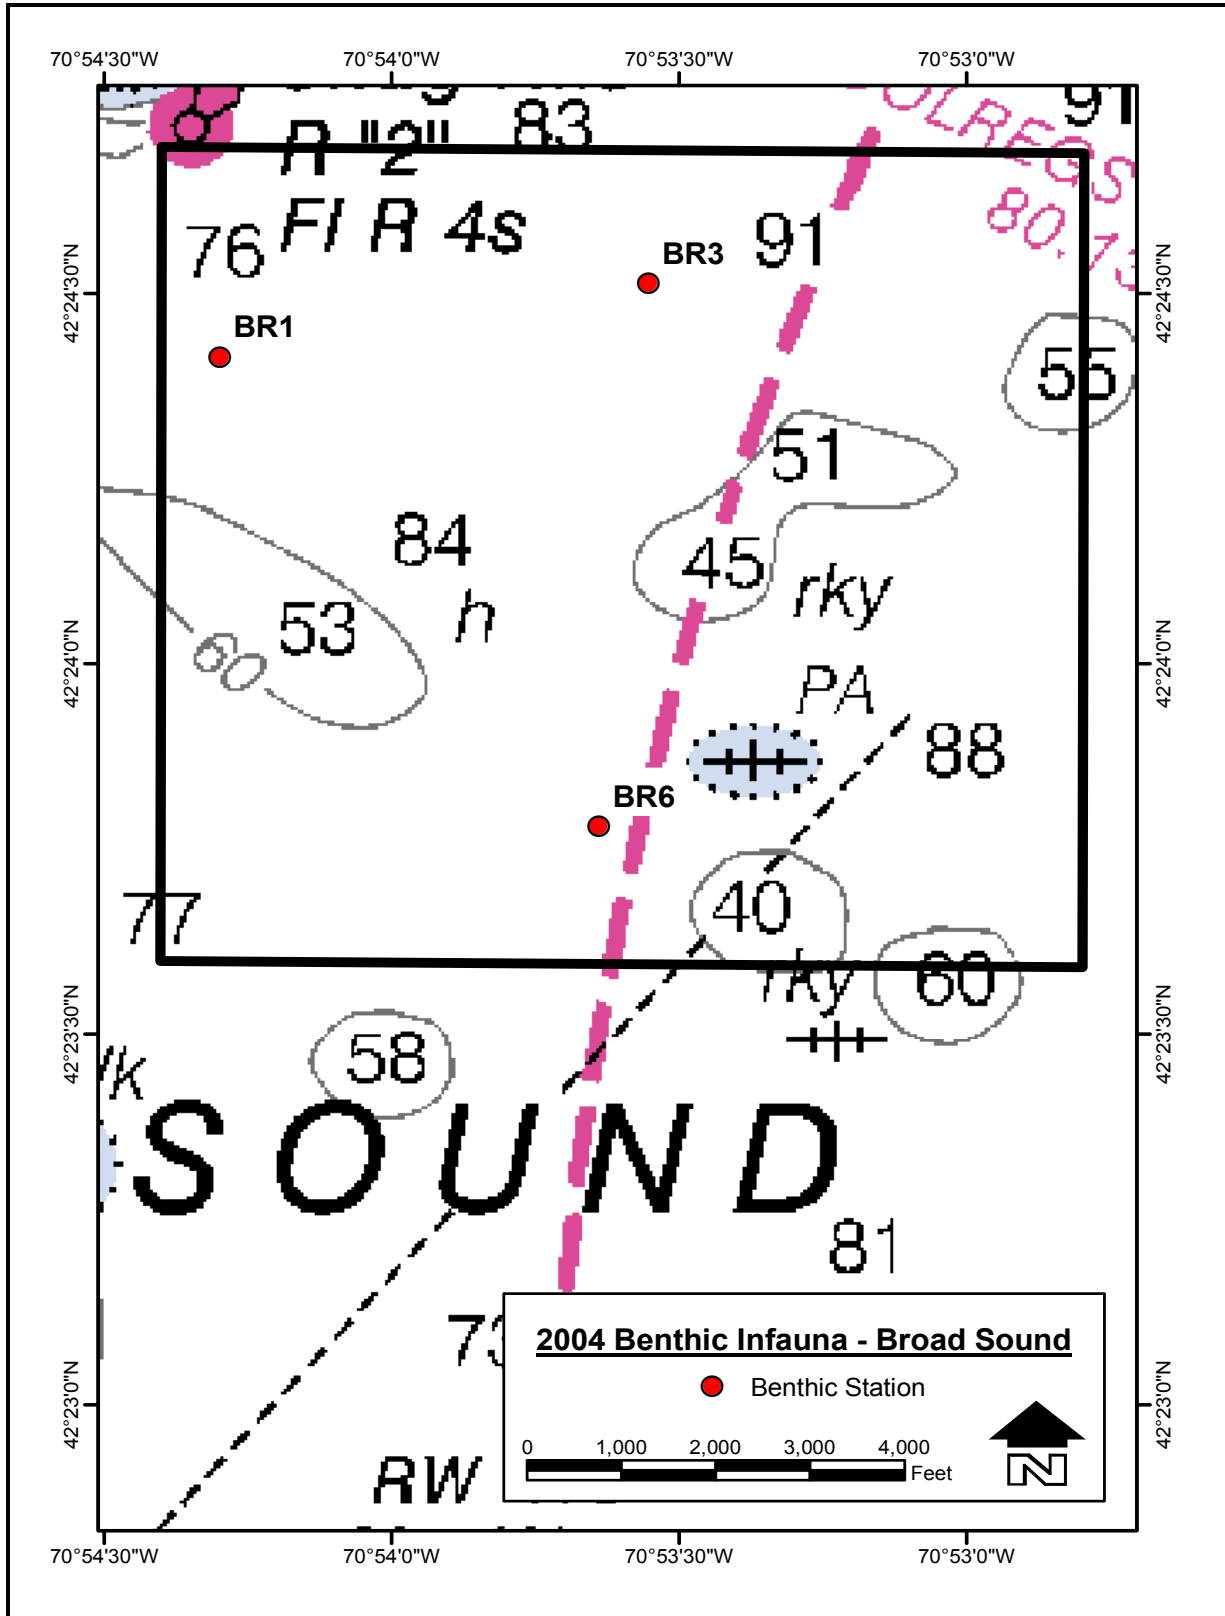 70°54'30"W 70°54'0"W 70°53'30"W 70°53'0"W
83
91
R "2"
Fl R 4s
76
91
80.13
BR3
42°24'30"N
42°24'30"N
BR1
55
51
84
45
h
rky
53
60
42°24'0"N
42°24'0"N
PA
88
BR6
40
77
rky
60
42°23'30"N
42°23'30"N
58
SOUND
81
73
2004 Benthic Infauna - Broad Sound
Benthic Station
0 1,000 2,000 3,000 4,000
Feet
N
42°23'0"N
42°23'0"N
RW
70°54'30"W 70°54'0"W 70°53'30"W 70°53'0"W